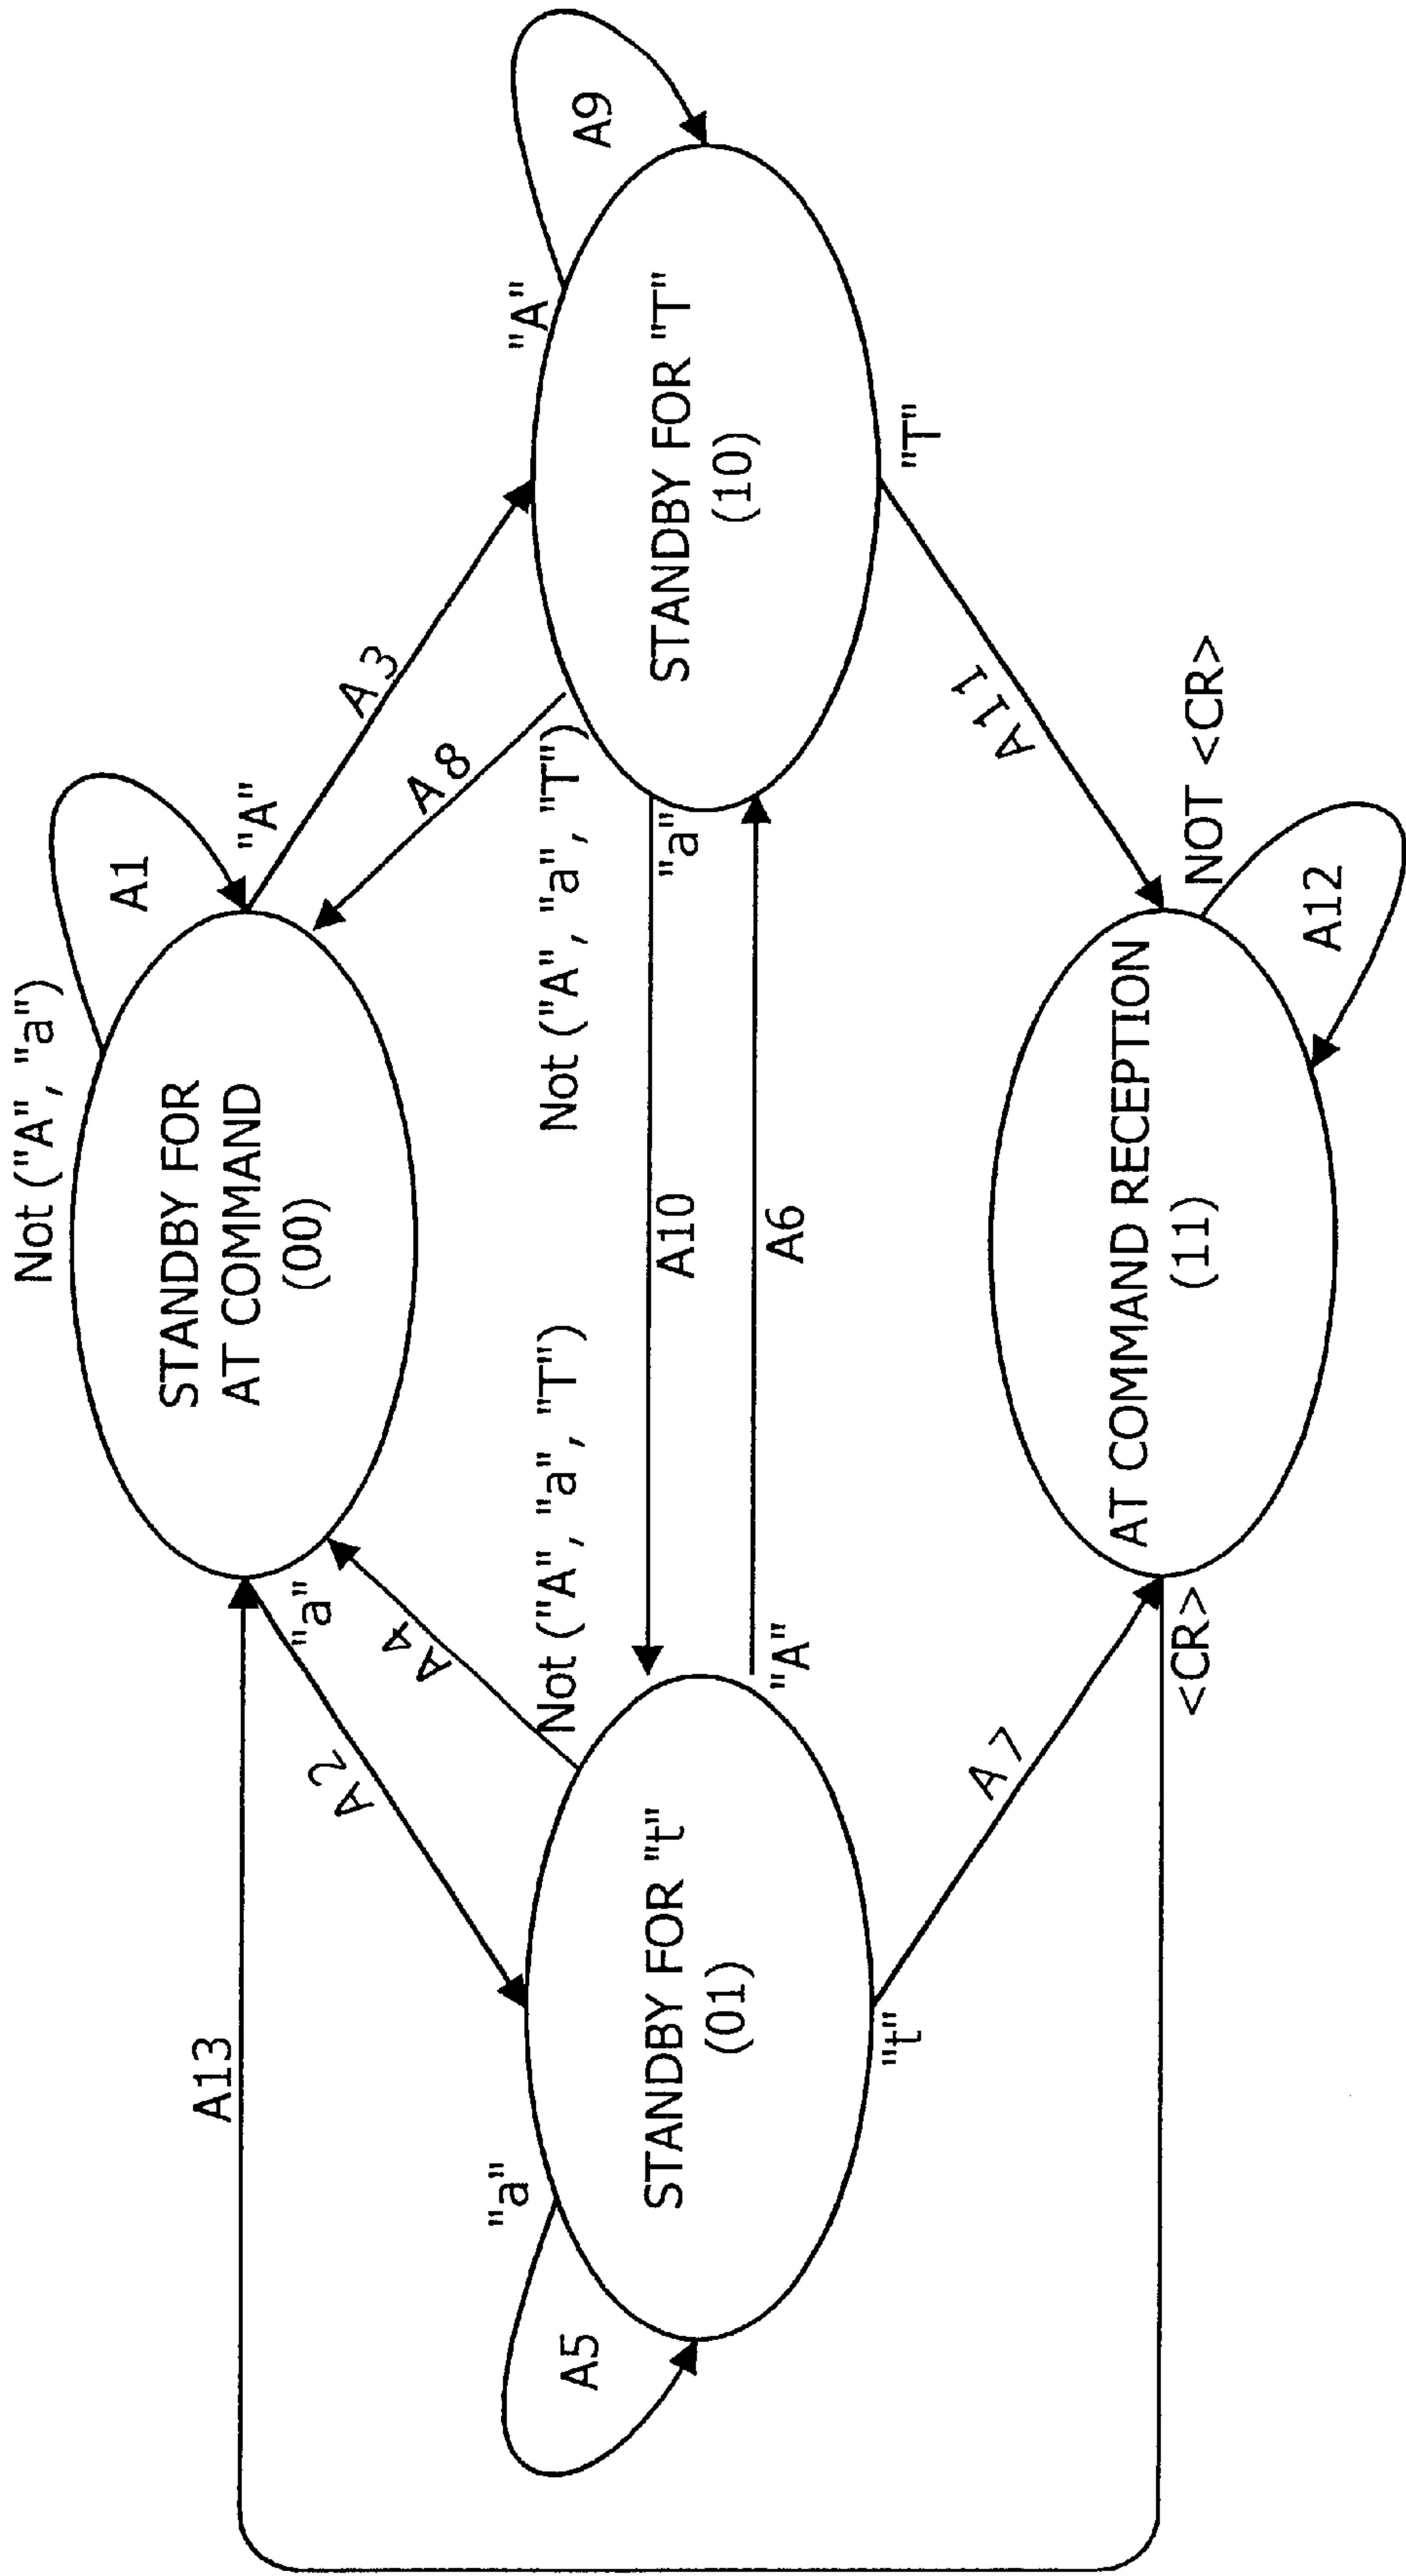 Not ("A", "a")
A1
STANDBY FOR
AT COMMAND
(00)
"A"
"a"
A13
A2
A3
A4
A8
Not ("A", "a", "T")
Not ("A", "a", "T")
"a"
"A"
A5
A9
STANDBY FOR "t"
(01)
STANDBY FOR "T"
(10)
A10
"a"
A6
"A"
"t"
"T"
A7
A11
AT COMMAND RECEPTION
(11)
<CR>
NOT <CR>
A12